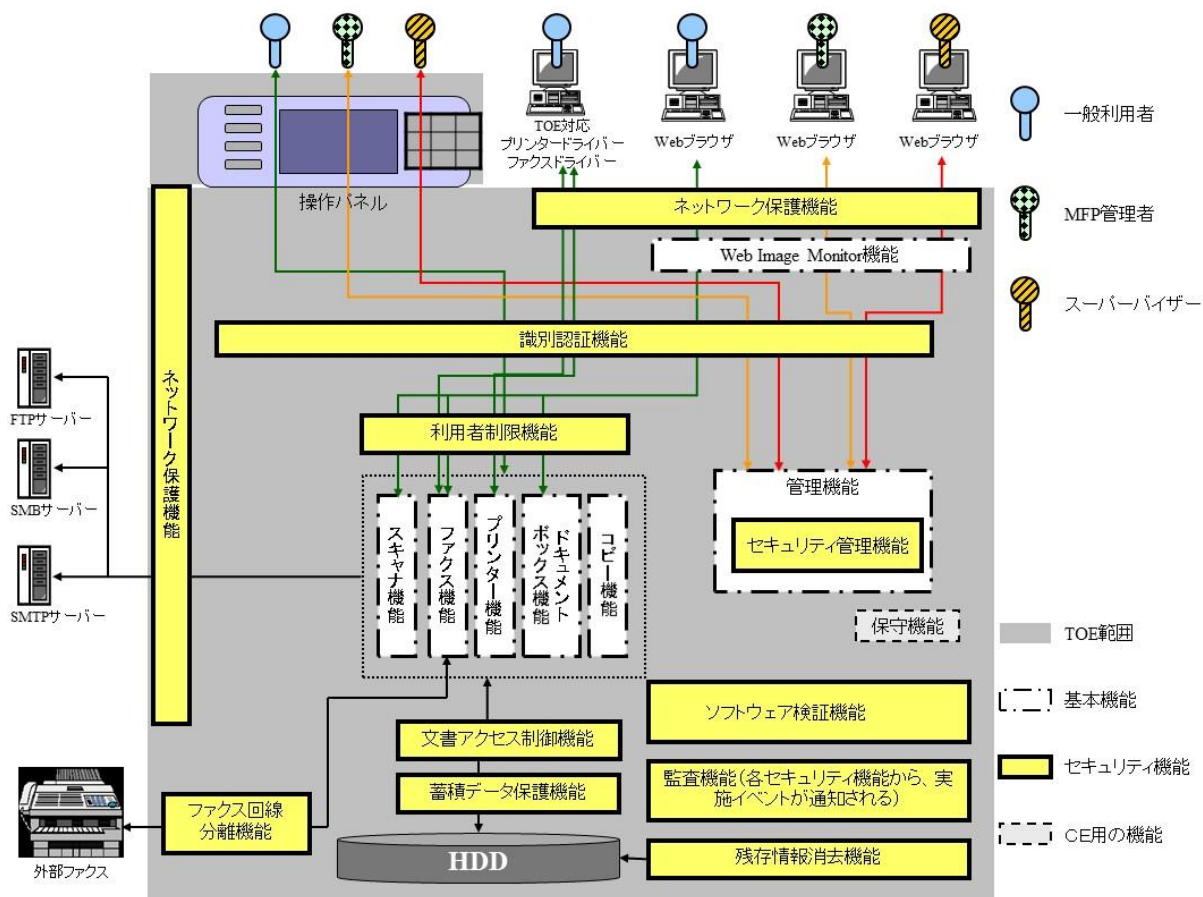 操作パネル
TOE対応
プリンタードライバー
ファクスドライバー
Webブラウザ
Webブラウザ
Webブラウザ
一般利用者
MFP管理者
スーパーバイザー
ネットワーク保護機能
Web Image Monitor機能
識別認証機能
ネットワーク保護機能
FTPサーバー
SMBサーバー
SMTPサーバー
利用者制限機能
スキャナ機能
ファクス機能
プリンター機能
ドキュメント
ボックス機能
コピー機能
管理機能
セキュリティ管理機能
保守機能
TOE範囲
基本機能
セキュリティ機能
CE用の機能
ソフトウェア検証機能
文書アクセス制御機能
蓄積データ保護機能
監査機能(各セキュリティ機能から、実
施イベントが通知される)
ファクス回線
分離機能
外部ファクス
HDD
残存情報消去機能